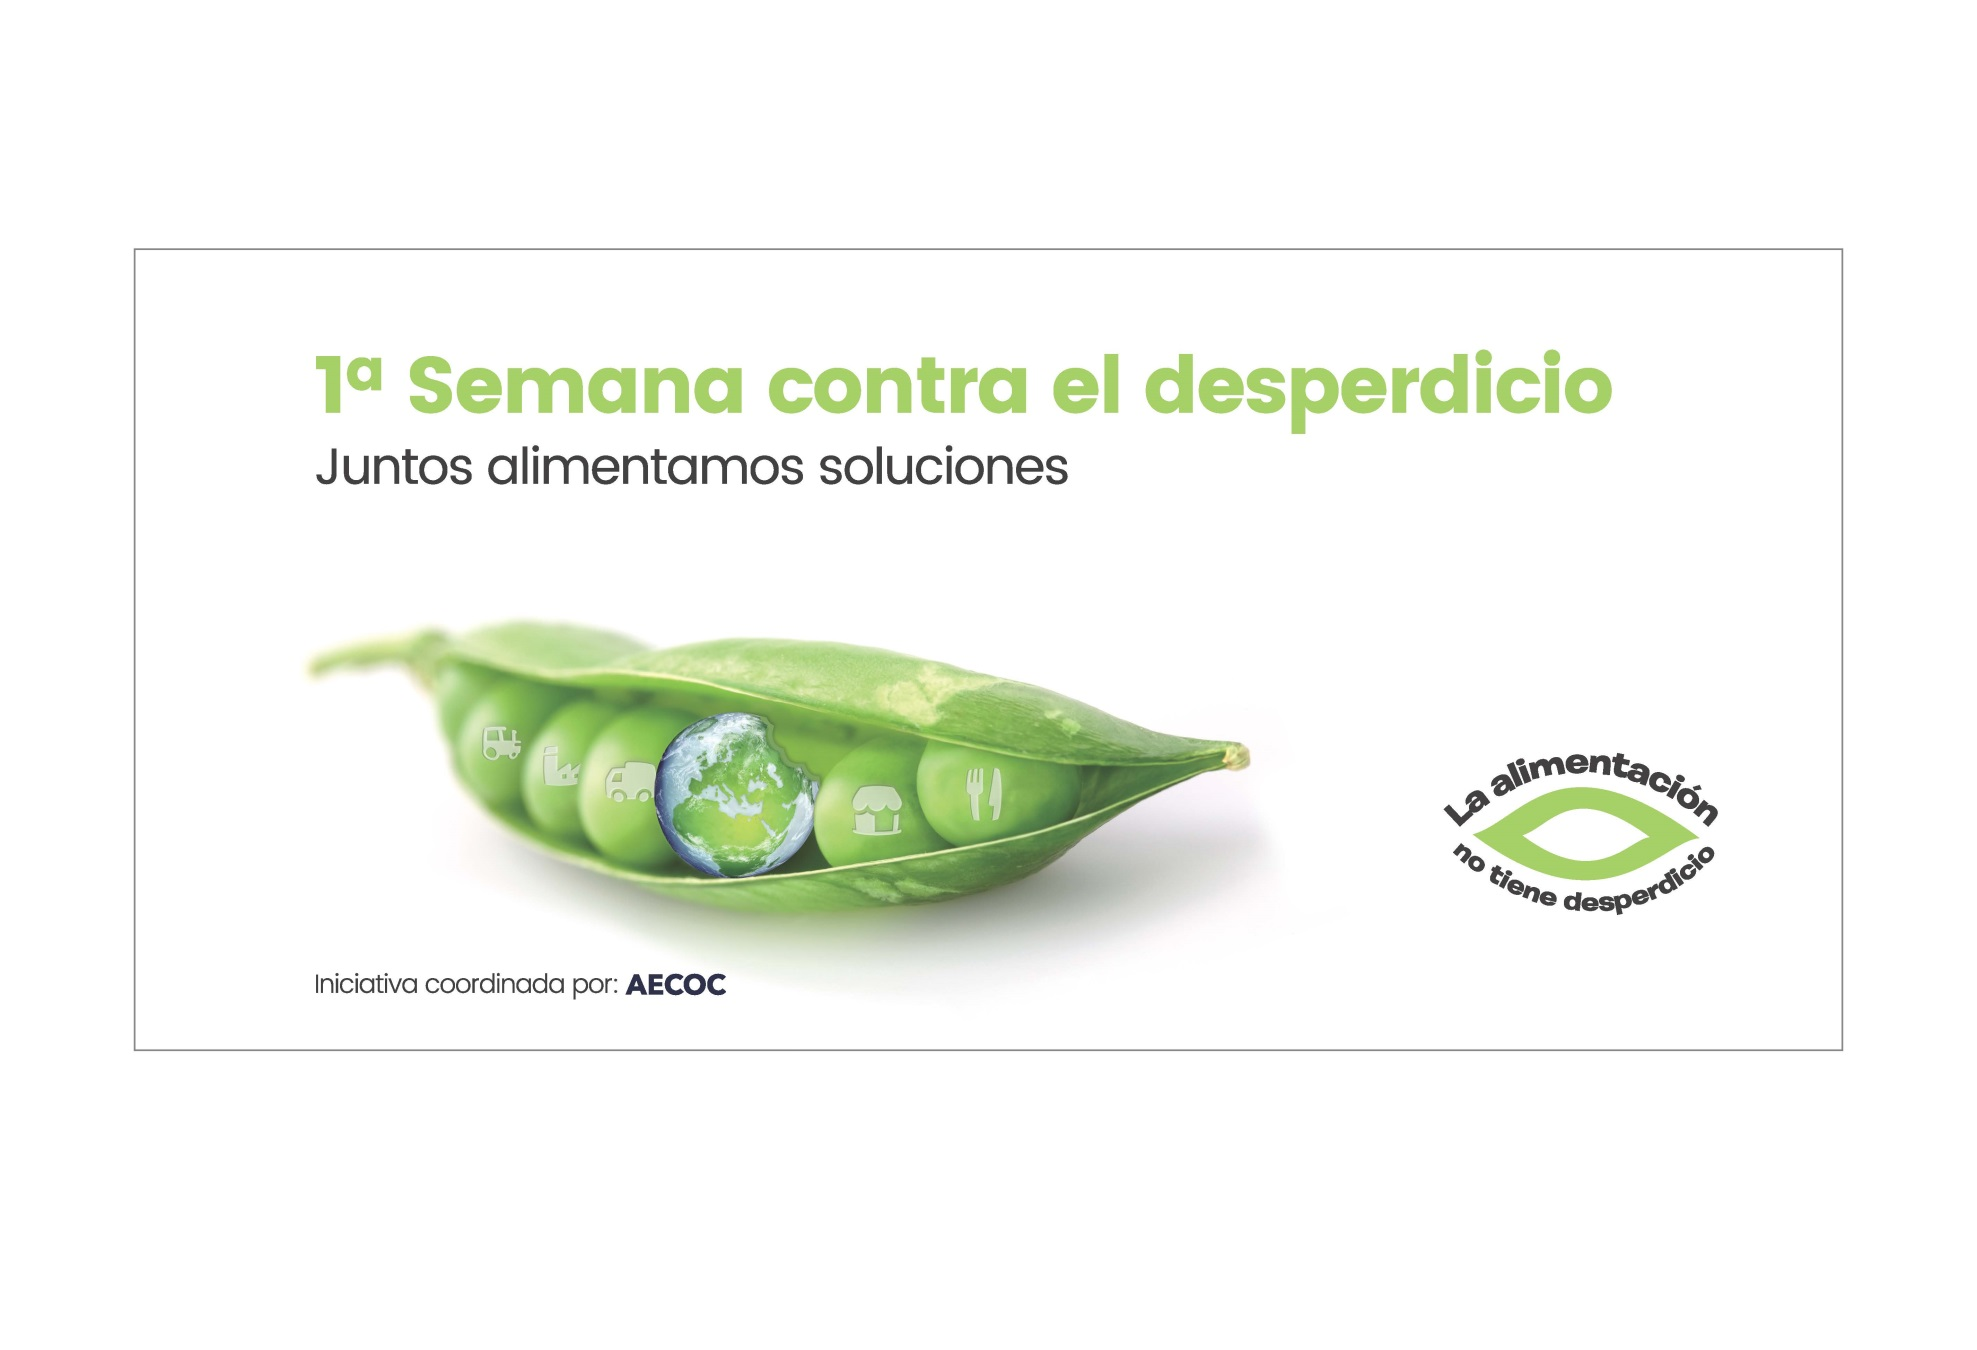 1ª Semana contra el desperdicio
Juntos alimentamos soluciones
La alimentación
no tiene desperdicio
Iniciativa coordinada por: AECOC